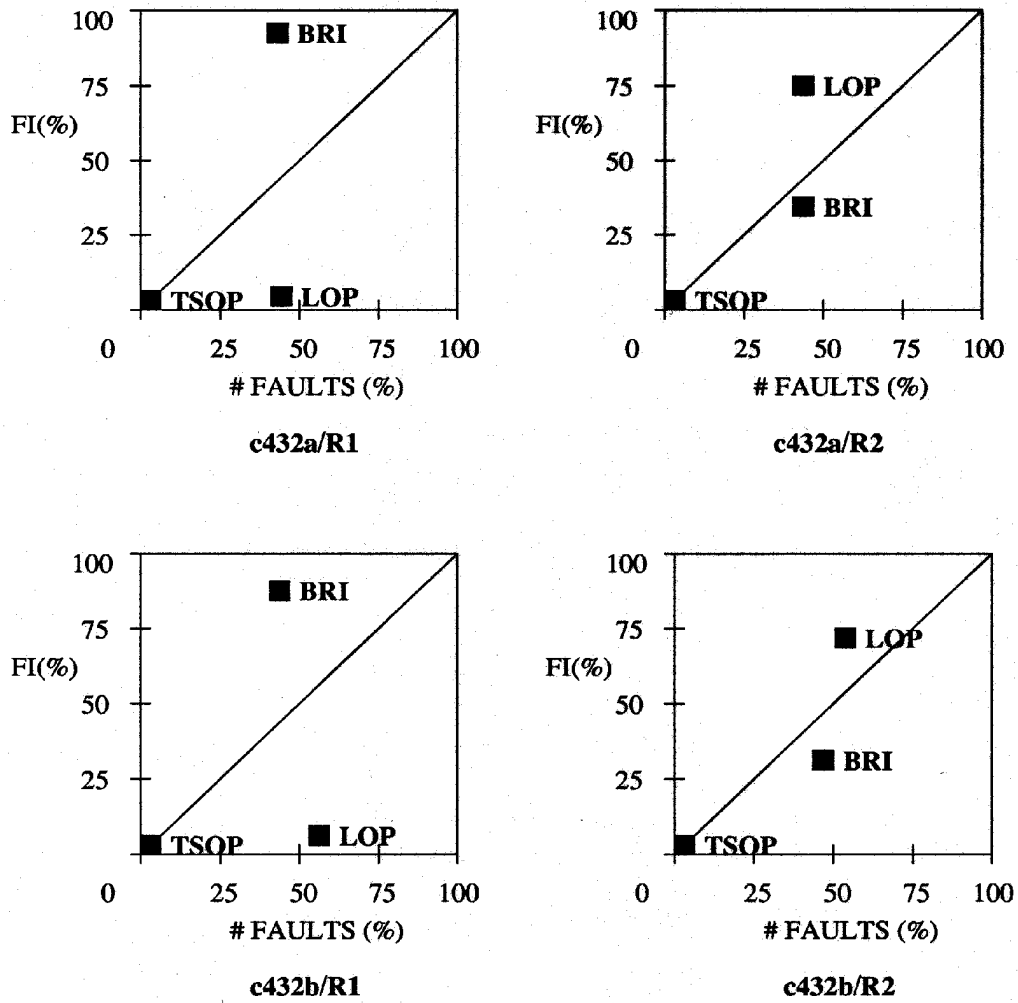 100
BRI
75
FI(%)
50
25
TSOP
LOP
0
25
50
75
100
# FAULTS (%)
c432a/R1
100
LOP
75
FI(%)
50
BRI
25
TSOP
0
25
50
75
100
# FAULTS (%)
c432a/R2
100
BRI
75
FI(%)
50
25
TSOP
LOP
0
25
50
75
100
# FAULTS (%)
c432b/R1
100
75
LOP
FI(%)
50
BRI
25
TSOP
0
25
50
75
100
# FAULTS (%)
c432b/R2